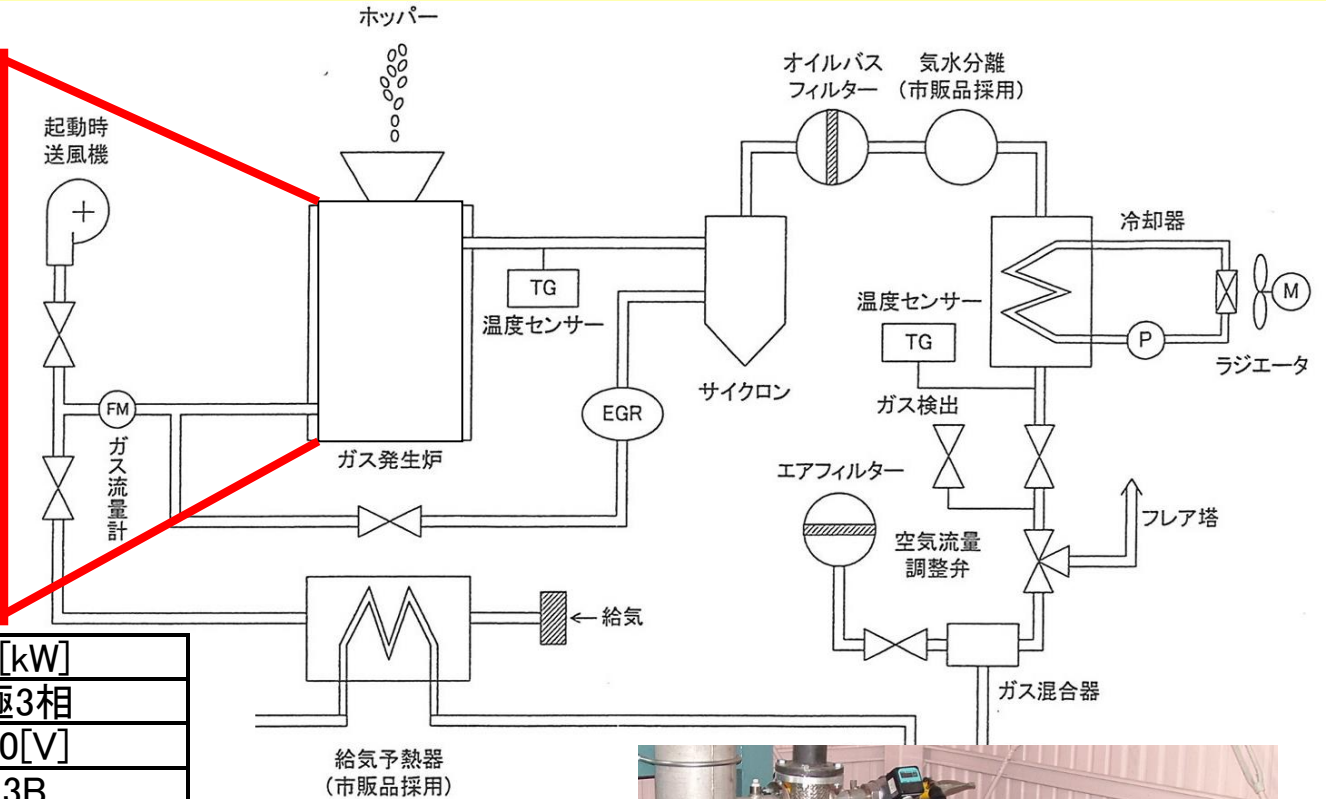 ホッパー
起動時
送風機
オイルバス
フィルター
気水分離
(市販品採用)
冷却器
TG
温度センサー
温度センサー
TG
M
P
ラジエータ
サイクロン
ガス検出
FM
EGR
ガス流量計
ガス発生炉
エアフィルター
フレア塔
空気流量
調整弁
←給気
ガス混合器
給気予熱器
(市販品採用)
[kW]
極3相
0[V]
3B